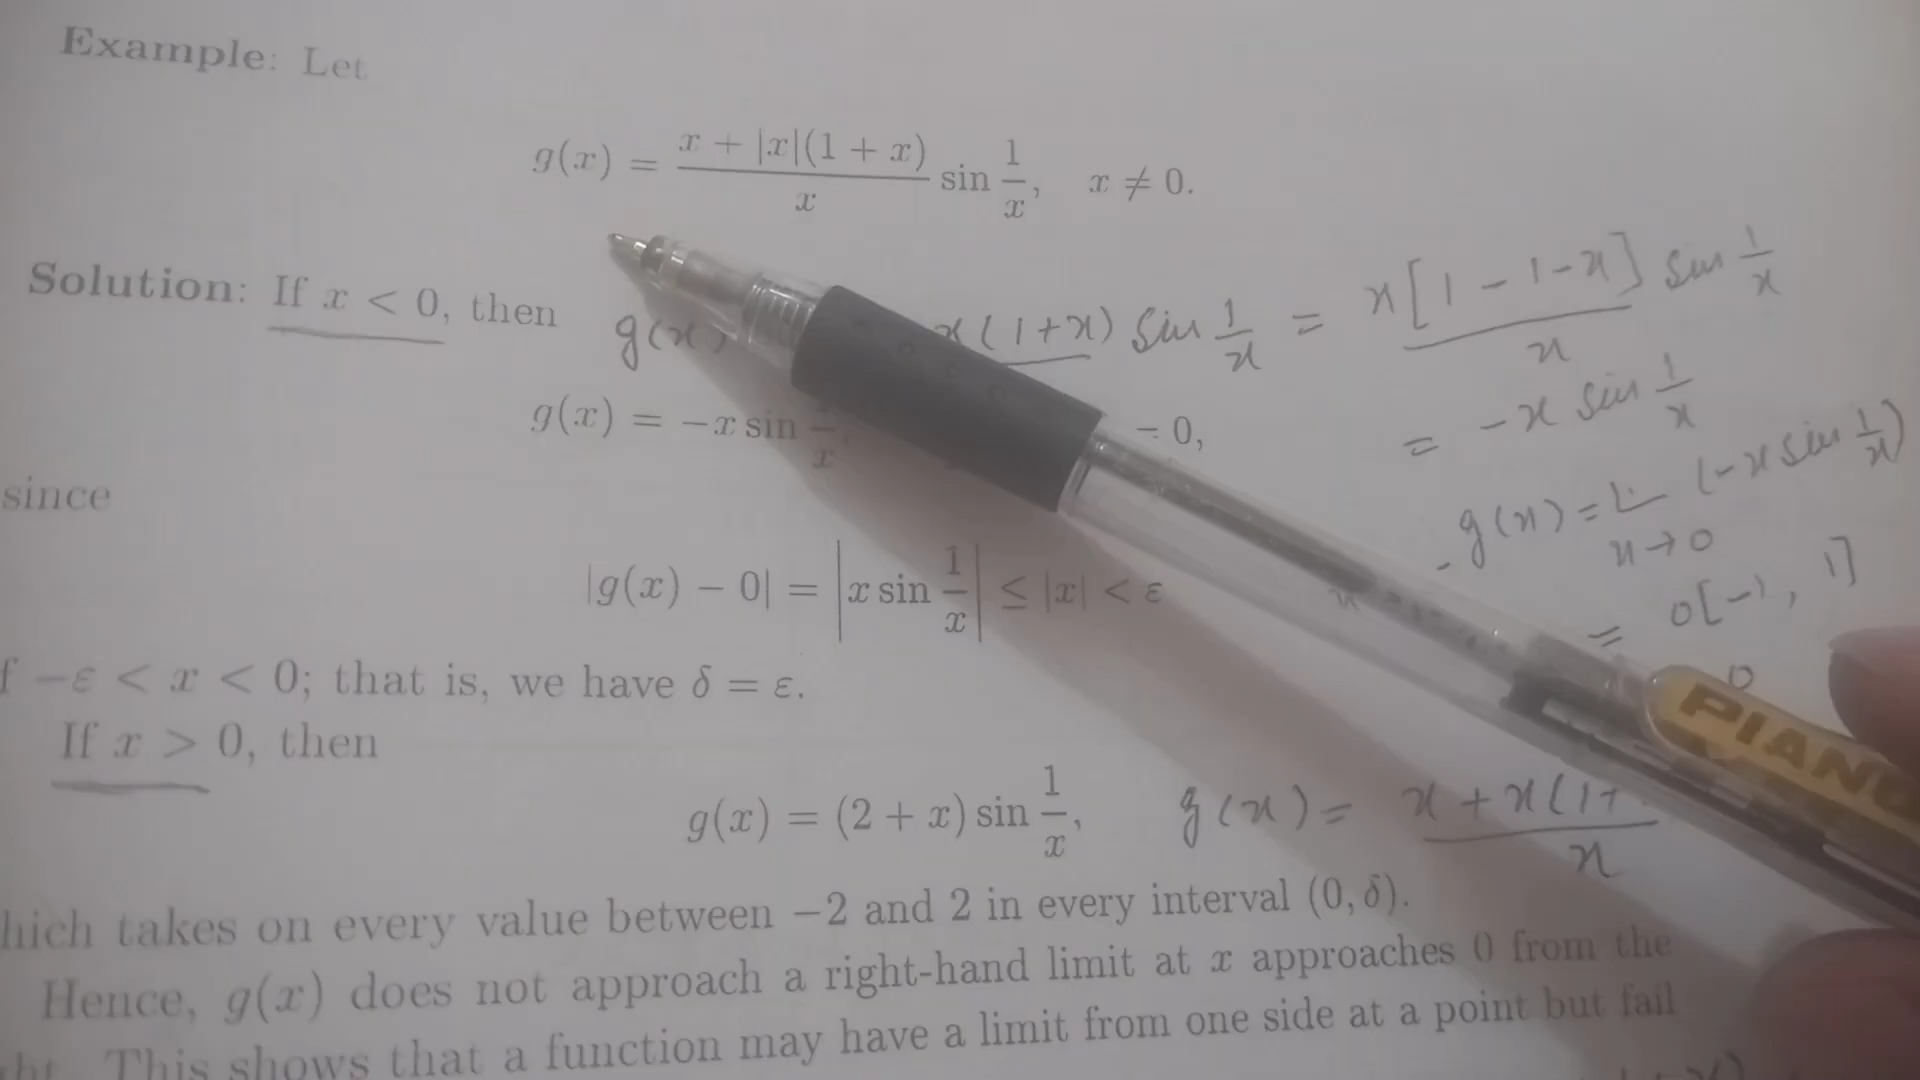 Example: Let
g(x) = x + |x|(1 + x) / x sin 1/x, x ≠ 0.
Solution: If x < 0, then
g(x) x(1+x) sin 1/x = x[1-1-x] / x sin 1/x
g(x) = −x sin /x, = 0,
= -x sin 1/x
since
g(x) = Lt x→0 (-x sin 1/x)
|g(x) − 0| = |x sin 1/x| ≤ |x| < ε
= 0[-1, 1]
0
f −ε < x < 0; that is, we have δ = ε.
If x > 0, then
g(x) = (2 + x) sin 1/x, g(x) = x + x(1+ / x
hich takes on every value between −2 and 2 in every interval (0, δ).
Hence, g(x) does not approach a right-hand limit at x approaches 0 from the
ht. This shows that a function may have a limit from one side at a point but fail
PIANO